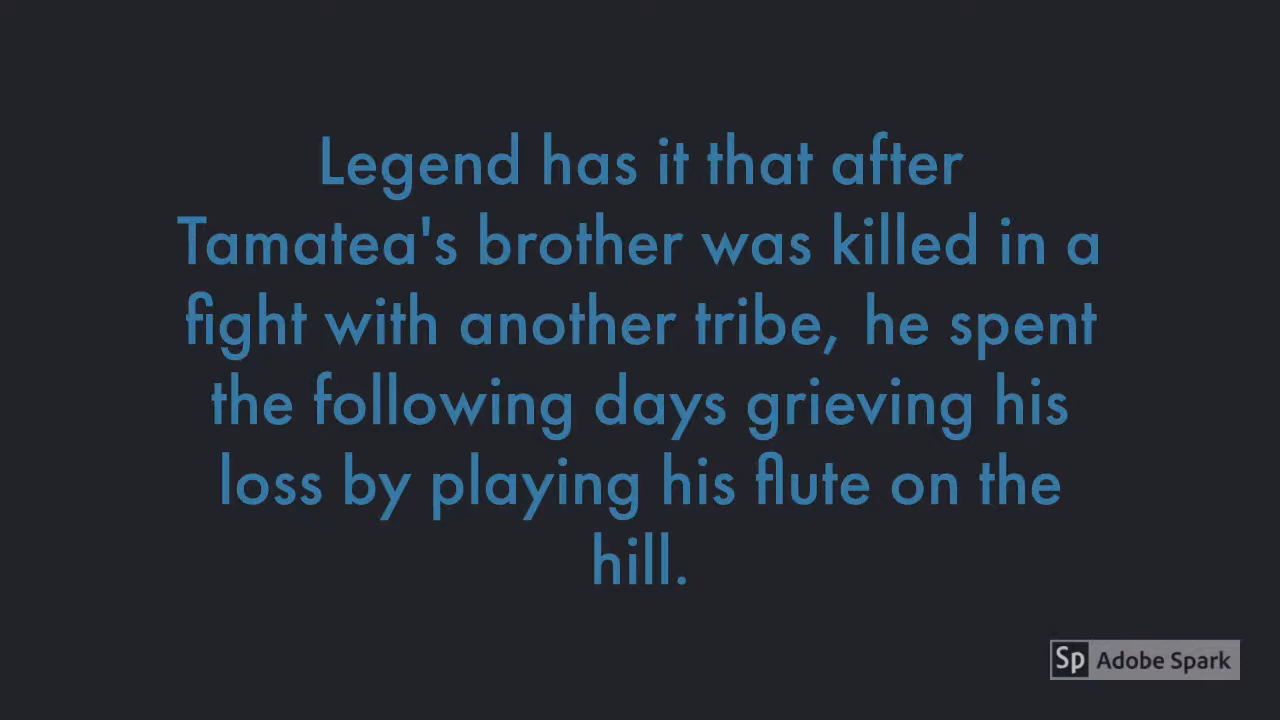 Legend has it that after
Tamatea's brother was killed in a
fight with another tribe, he spent
the following days grieving his
loss by playing his flute on the
hill.
Sp Adobe Spark